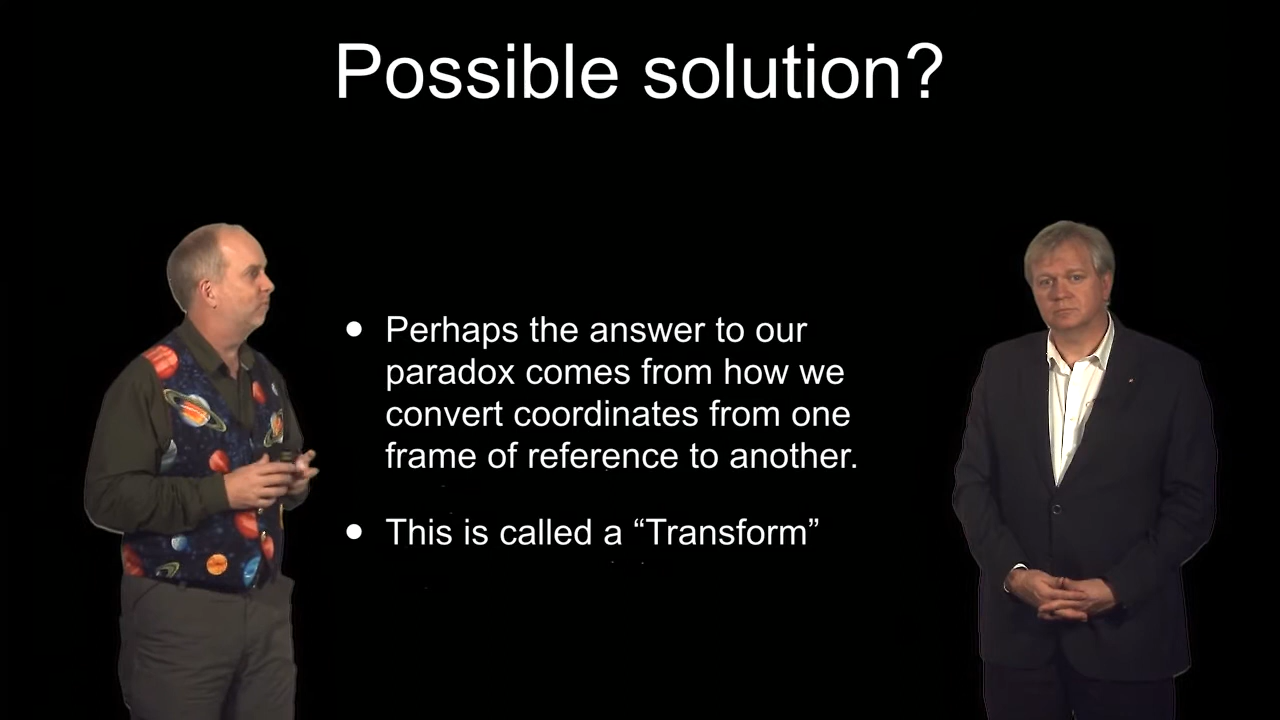 Possible solution?
• Perhaps the answer to our
paradox comes from how we
convert coordinates from one
frame of reference to another.
• This is called a “Transform”